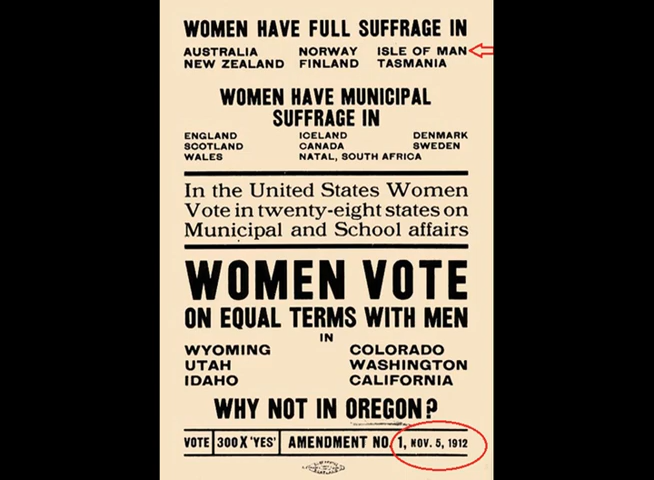 WOMEN HAVE FULL SUFFRAGE IN
AUSTRALIA NORWAY ISLE OF MAN
NEW ZEALAND FINLAND TASMANIA
WOMEN HAVE MUNICIPAL
SUFFRAGE IN
ENGLAND ICELAND DENMARK
SCOTLAND CANADA SWEDEN
WALES NATAL, SOUTH AFRICA
In the United States Women
Vote in twenty-eight states on
Municipal and School affairs
WOMEN VOTE
ON EQUAL TERMS WITH MEN
IN
WYOMING COLORADO
UTAH WASHINGTON
IDAHO CALIFORNIA
WHY NOT IN OREGON?
VOTE 300 X 'YES' AMENDMENT NO. 1, NOV. 5, 1912